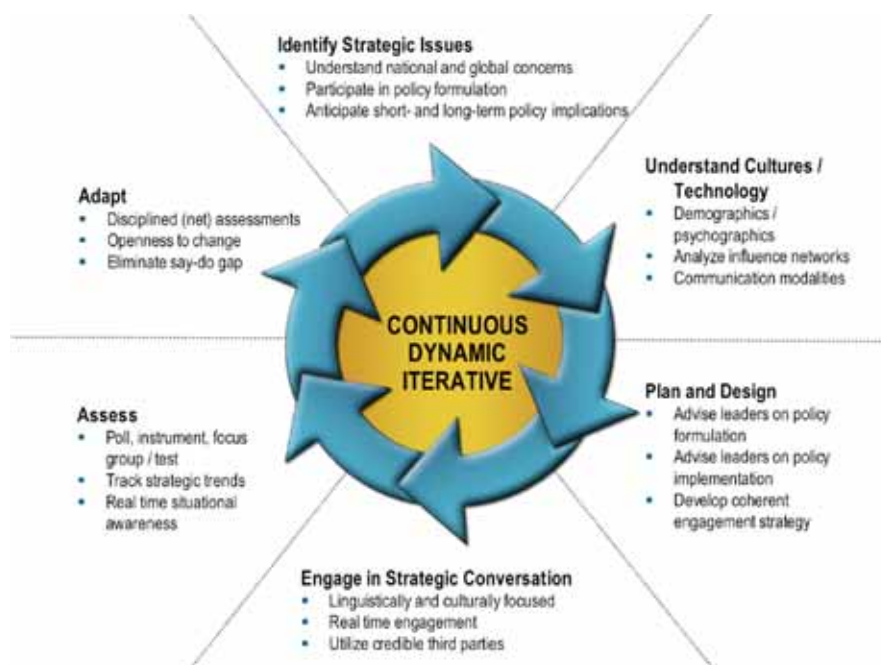 Identify Strategic Issues
▪ Understand national and global concerns
▪ Participate in policy formulation
▪ Anticipate short- and long-term policy implications
Understand Cultures /
Technology
▪ Demographics /
psychographics
▪ Analyze influence networks
▪ Communication modalities
Plan and Design
▪ Advise leaders on policy
formulation
▪ Advise leaders on policy
implementation
▪ Develop coherent
engagement strategy
Engage in Strategic Conversation
▪ Linguistically and culturally focused
▪ Real time engagement
▪ Utilize credible third parties
Assess
▪ Poll, instrument, focus
group / test
▪ Track strategic trends
▪ Real time situational
awareness
Adapt
▪ Disciplined (net) assessments
▪ Openness to change
▪ Eliminate say-do gap
CONTINUOUS
DYNAMIC
ITERATIVE